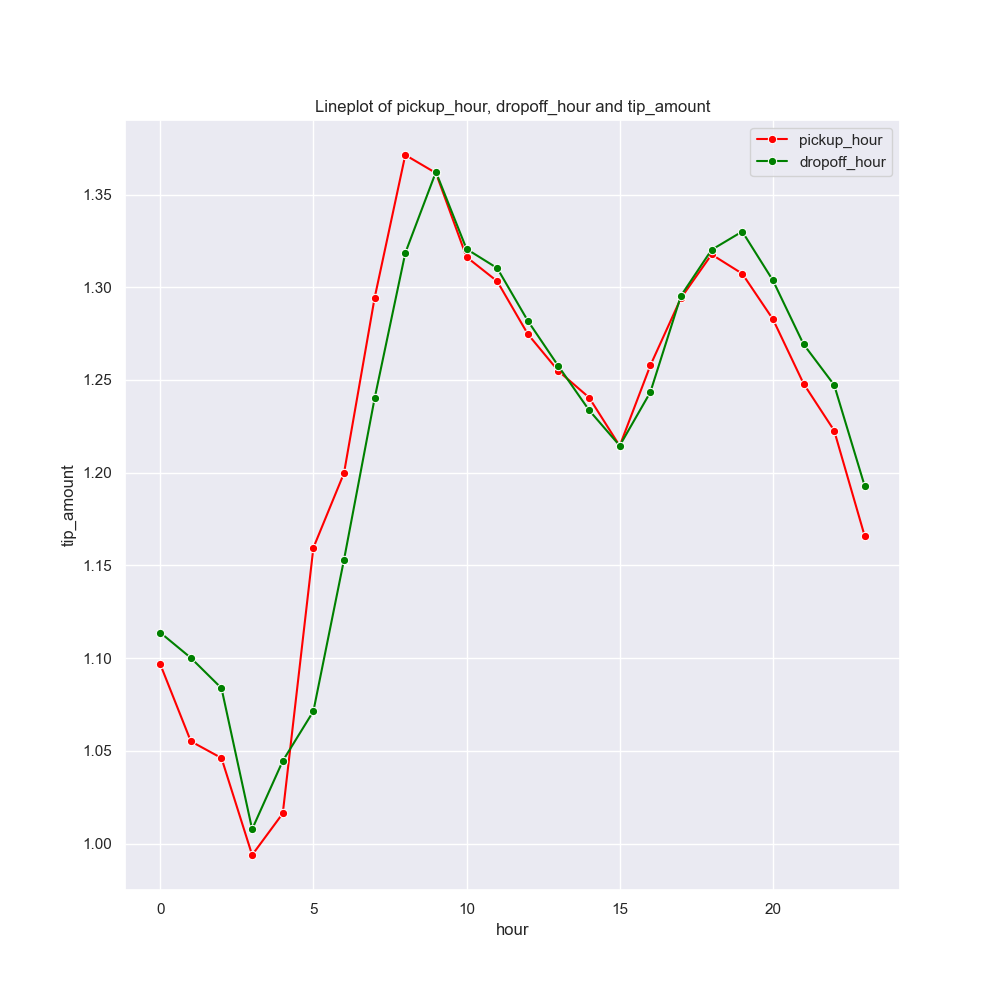 Lineplot of pickup_hour, dropoff_hour and tip_amount
pickup_hour
dropoff_hour
1.35
1.30
1.25
1.20
1.15
1.10
1.05
1.00
tip_amount
0 5 10 15 20
hour